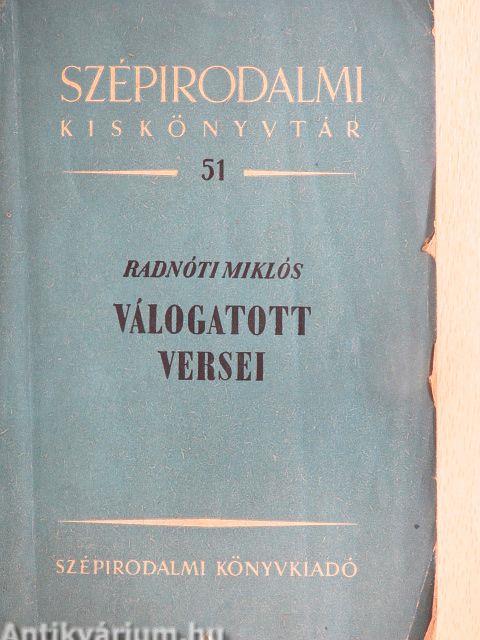 SZÉPIRODALMI
KISKÖNYVTÁR
51
RADNÓTI MIKLÓS
VÁLOGATOTT
VERSEI
SZÉPIRODALMI KÖNYVKIADÓ
Antikvárium.hu